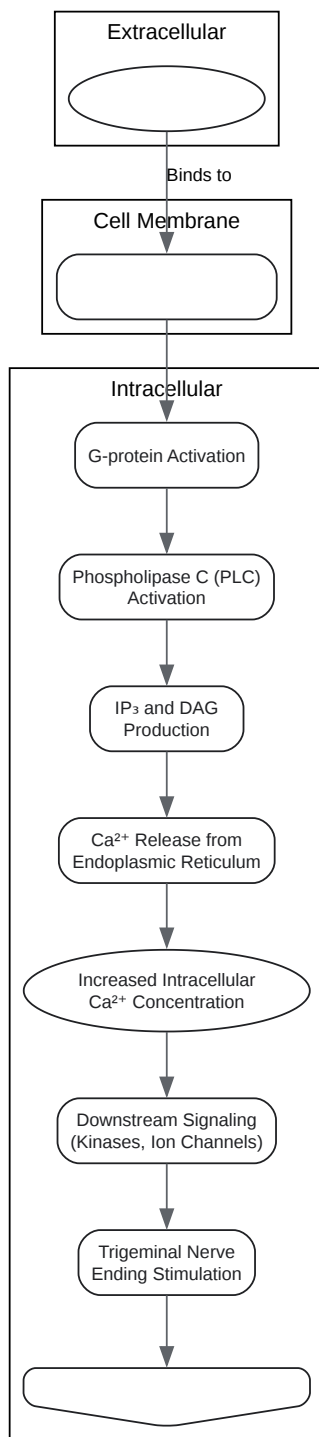 Extracellular
Binds to
Cell Membrane
Intracellular
G-protein Activation
Phospholipase C (PLC)
Activation
IP₃ and DAG
Production
Ca²⁺ Release from
Endoplasmic Reticulum
Increased Intracellular
Ca²⁺ Concentration
Downstream Signaling
(Kinases, Ion Channels)
Trigeminal Nerve
Ending Stimulation